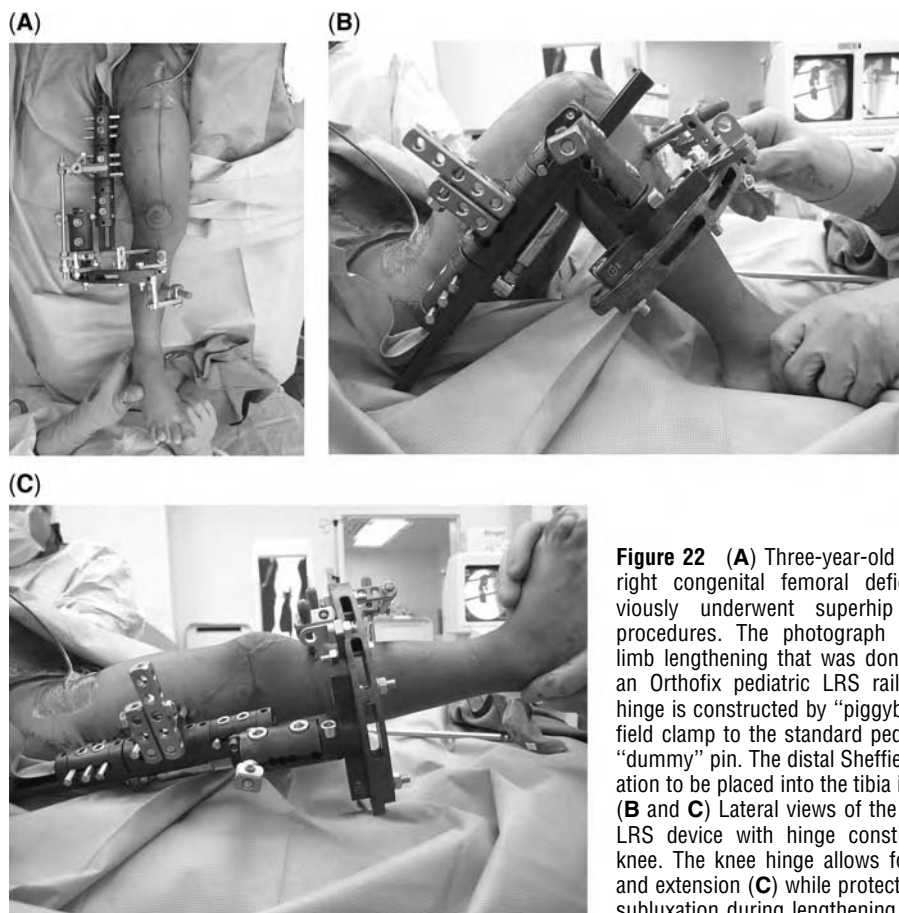 (A)
(B)
(C)
Figure 22 (A) Three-year-old
right congenital femoral defic
viously underwent superhip
procedures. The photograph
limb lengthening that was don
an Orthofix pediatric LRS rail
hinge is constructed by “piggyb
field clamp to the standard ped
“dummy” pin. The distal Sheffie
ation to be placed into the tibia i
(B and C) Lateral views of the
LRS device with hinge constr
knee. The knee hinge allows fo
and extension (C) while protect
subluxation during lengthening